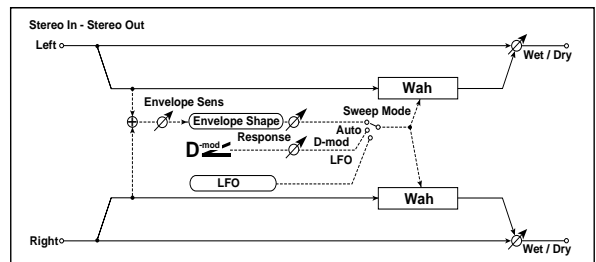 Stereo In - Stereo Out
Left
Wet / Dry
Wah
Envelope Sens
Sweep Mode
Envelope Shape
Auto
Response
D-mod
D-mod
LFO
LFO
Wah
Right
Wet / Dry